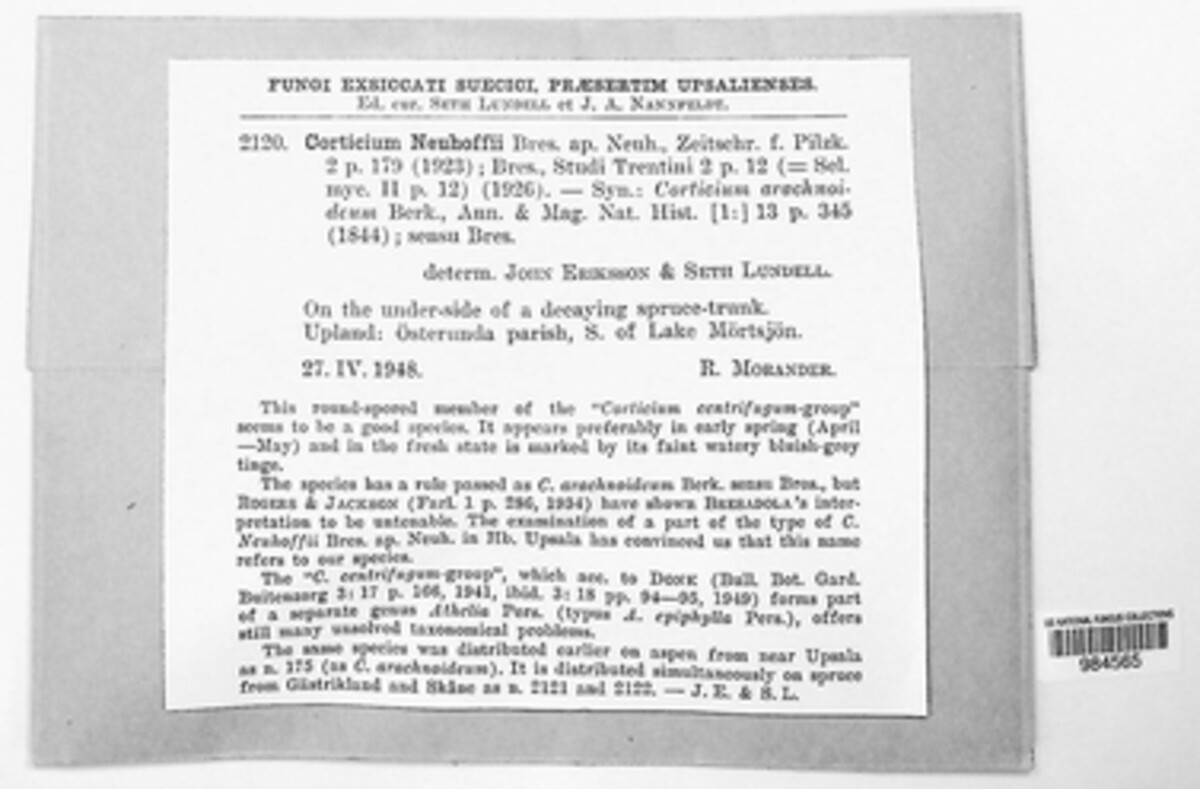 FUNGI EXSICCATI SUECICI, PRÆSERTIM UPSALIENSES.
Ed. cur. SETH LUNDELL et J. A. NANNFELDT.
2120. Corticium Neuhoffii Bres. ap. Neuh., Zeitschr. f. Pilzk.
2 p. 179 (1923); Bres., Studi Trentini 2 p. 12 (= Sel.
myc. II p. 12) (1926). — Syn.: Corticium arachnoi-
deum Berk., Ann. & Mag. Nat. Hist. [1:] 13 p. 345
(1844); sensu Bres.
determ. JOHN ERIKSSON & SETH LUNDELL.
On the under-side of a decaying spruce-trunk.
Upland: Österunda parish, S. of Lake Mörtsjön.
27. IV. 1948. R. MORANDER.
This round-spored member of the "Corticium centrifugum-group"
seems to be a good species. It appears preferably in early spring (April
—May) and in the fresh state is marked by its faint watery bluish-grey
tinge.
The species has a rule passed as C. arachnoideum Berk. sensu Bres., but
ROGERS & JACKSON (Farl. 1 p. 286, 1934) have shown BRESADOLA's inter-
pretation to be untenable. The examination of a part of the type of C.
Neuhoffii Bres. ap. Neuh. in Hb. Upsala has convinced us that this name
refers to our species.
The "C. centrifugum-group", which acc. to DONK (Bull. Bot. Gard.
Buitenzorg 3: 17 p. 166, 1941, ibid. 3: 18 pp. 94—95, 1949) forms part
of a separate genus Athelia Pers. (typus A. epiphylla Pers.), offers
still many unsolved taxonomical problems.
The same species was distributed earlier on aspen from near Upsala
as n. 175 (as C. arachnoideum). It is distributed simultaneously on spruce
from Gästrikland and Skåne as n. 2121 and 2122. — J. E. & S. L.
US NATIONAL FUNGUS COLLECTIONS
984565